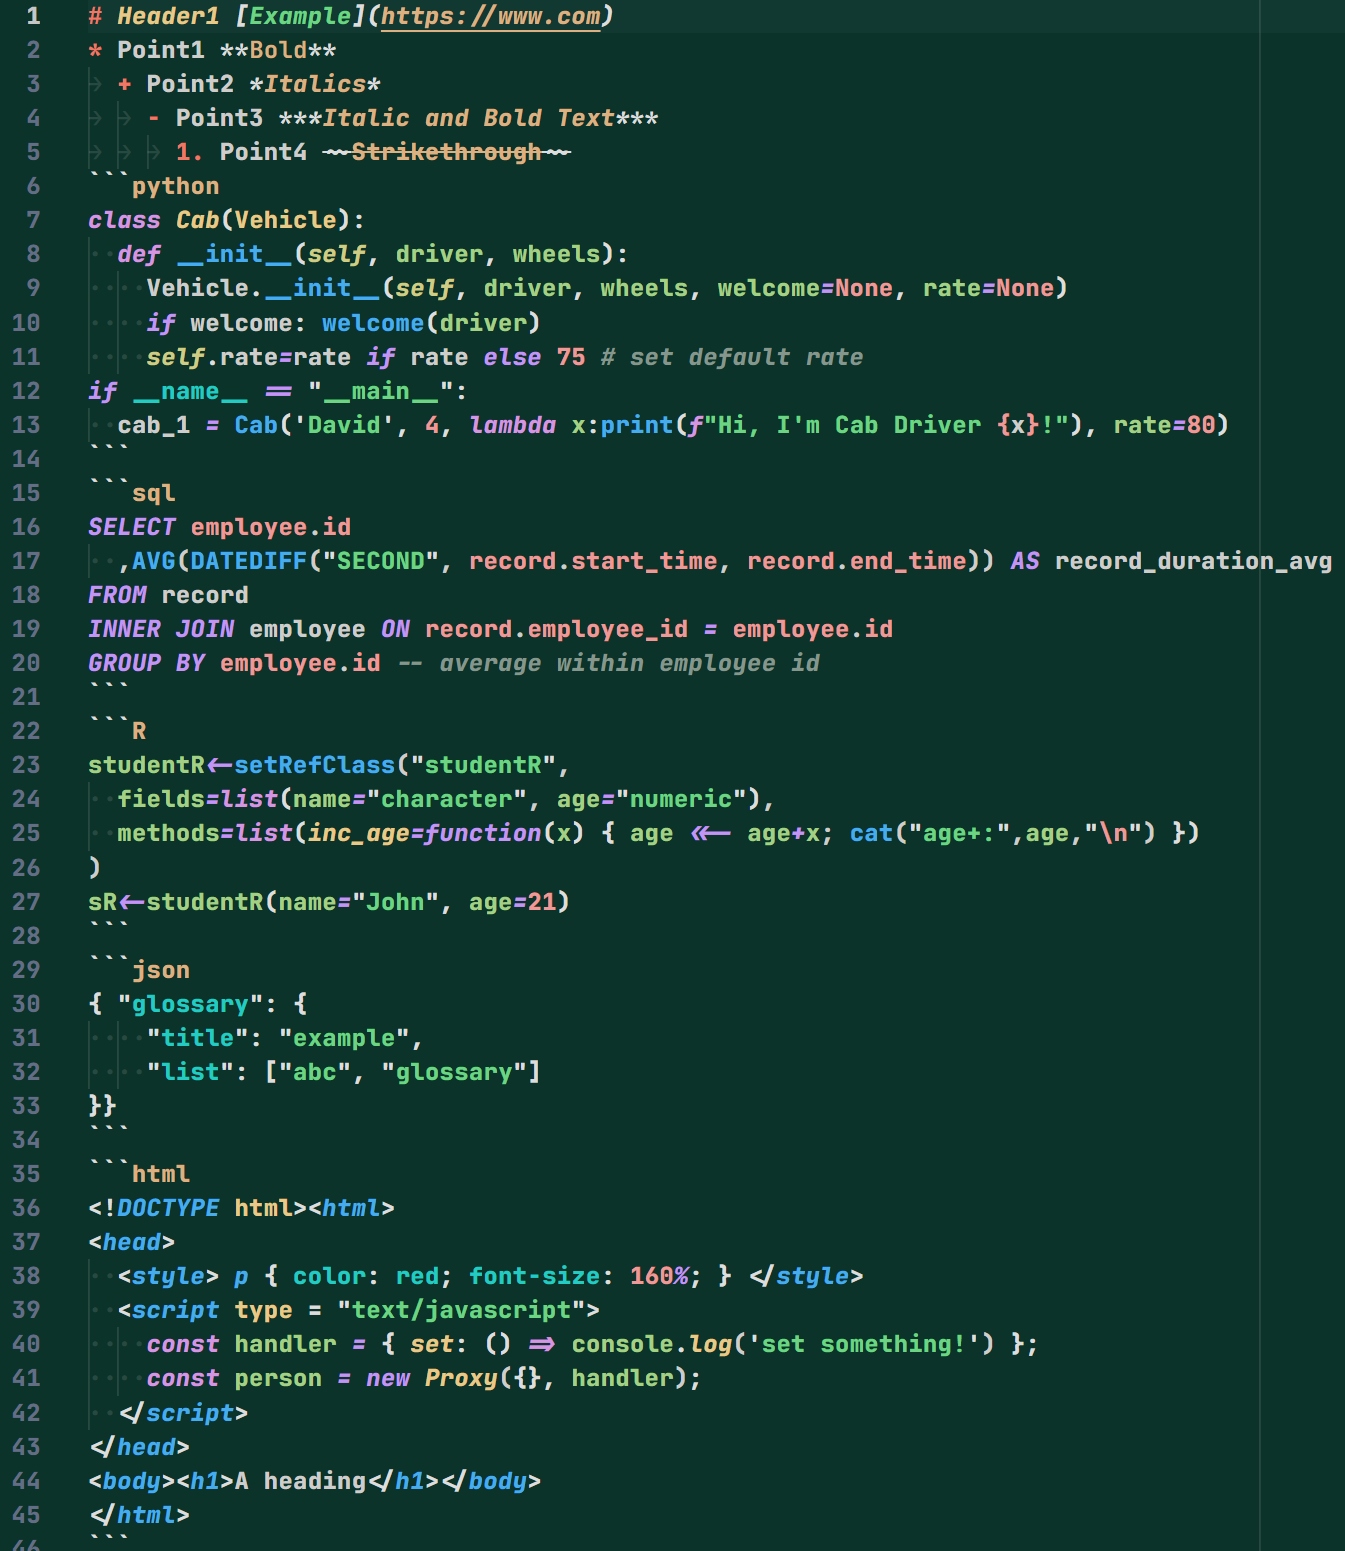 1 # Header1 [Example](https://www.com)
2 * Point1 **Bold**
3 + Point2 *Italics*
4 - Point3 ***Italic and Bold Text***
5 1. Point4 ~~Strikethrough~~
6 ```python
7 class Cab(Vehicle):
8   def __init__(self, driver, wheels):
9     Vehicle.__init__(self, driver, wheels, welcome=None, rate=None)
10     if welcome: welcome(driver)
11     self.rate=rate if rate else 75 # set default rate
12 if __name__ == "__main__":
13   cab_1 = Cab('David', 4, lambda x:print(f"Hi, I'm Cab Driver {x}!"), rate=80)
14 ```
15 ```sql
16 SELECT employee.id
17   ,AVG(DATEDIFF("SECOND", record.start_time, record.end_time)) AS record_duration_avg
18 FROM record
19 INNER JOIN employee ON record.employee_id = employee.id
20 GROUP BY employee.id -- average within employee id
21 ```
22 ```R
23 studentR<-setRefClass("studentR",
24   fields=list(name="character", age="numeric"),
25   methods=list(inc_age=function(x) { age <<- age+x; cat("age+:",age,"\n") })
26 )
27 sR<-studentR(name="John", age=21)
28 ```
29 ```json
30 { "glossary": {
31     "title": "example",
32     "list": ["abc", "glossary"]
33 }}
34 ```
35 ```html
36 <!DOCTYPE html><html>
37 <head>
38   <style> p { color: red; font-size: 160%; } </style>
39   <script type = "text/javascript">
40     const handler = { set: () => console.log('set something!') };
41     const person = new Proxy({}, handler);
42   </script>
43 </head>
44 <body><h1>A heading</h1></body>
45 </html>
46 ```